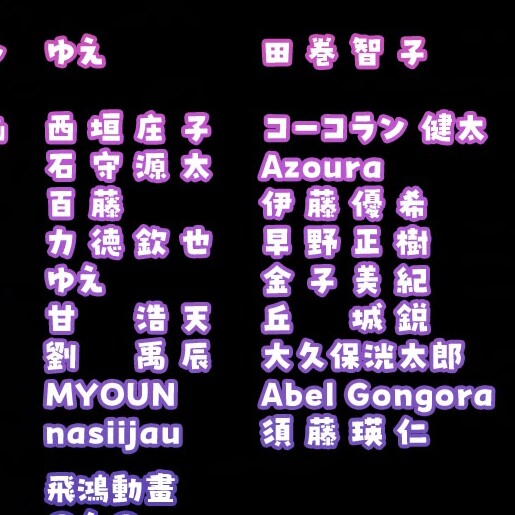 ゆえ 田巻智子
西垣庄子 コーコラン健太
石守源太 Azoura
百藤 伊藤優希
力徳欽也 早野正樹
ゆえ 金子美紀
甘 浩天 丘 城鋭
劉 禹辰 大久保洸太郎
MYOUN Abel Gongora
nasiijau 須藤瑛仁
飛鴻動畫